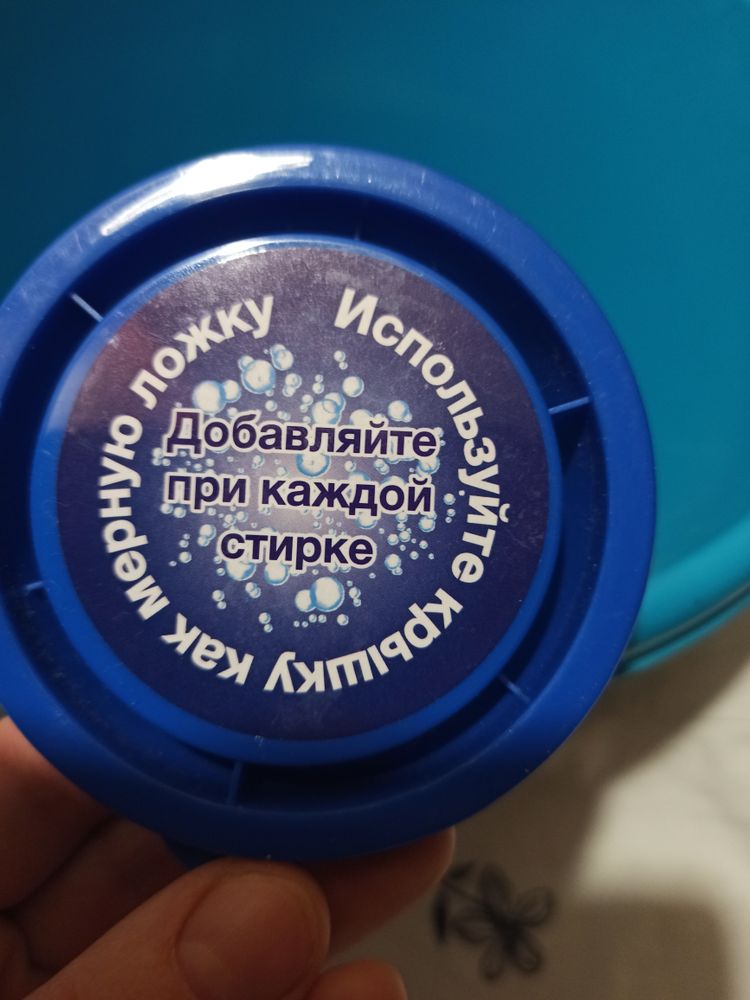 Используйте крышку как мерную ложку
Добавляйте
при каждой
стирке